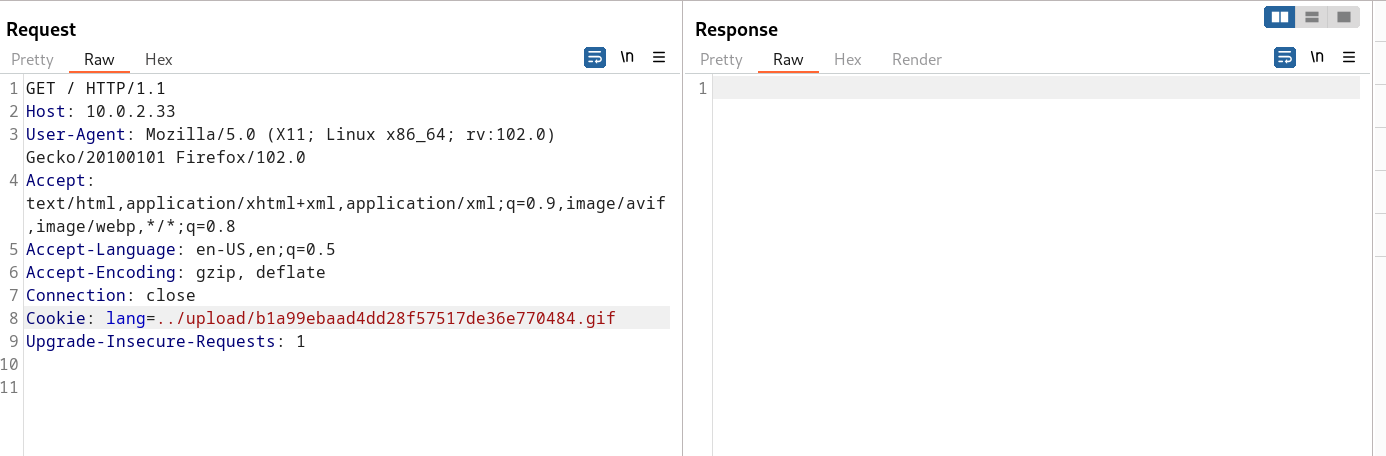 Request
Pretty Raw Hex
\n
1 GET / HTTP/1.1
2 Host: 10.0.2.33
3 User-Agent: Mozilla/5.0 (X11; Linux x86_64; rv:102.0)
Gecko/20100101 Firefox/102.0
4 Accept:
text/html,application/xhtml+xml,application/xml;q=0.9,image/avif
,image/webp,*/*;q=0.8
5 Accept-Language: en-US,en;q=0.5
6 Accept-Encoding: gzip, deflate
7 Connection: close
8 Cookie: lang=../upload/b1a99ebaad4dd28f57517de36e770484.gif
9 Upgrade-Insecure-Requests: 1
10
11
Response
Pretty Raw Hex Render
\n
1